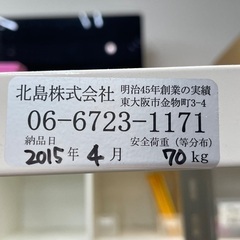 北島株式会社 明治45年創業の実績
東大阪市金物町3-4
06-6723-1171
納品日 安全荷重（等分布）
2015年 4月 70kg